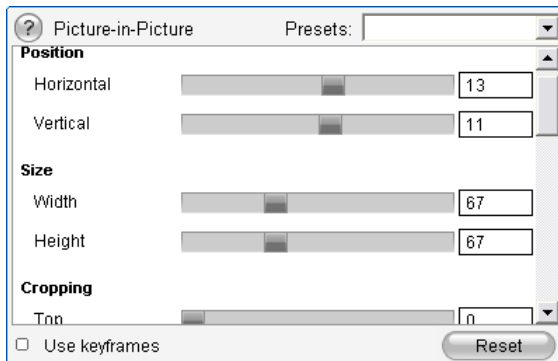 ? Picture-in-Picture Presets:
Position
Horizontal 13
Vertical 11
Size
Width 67
Height 67
Cropping
Top 0
Use keyframes Reset